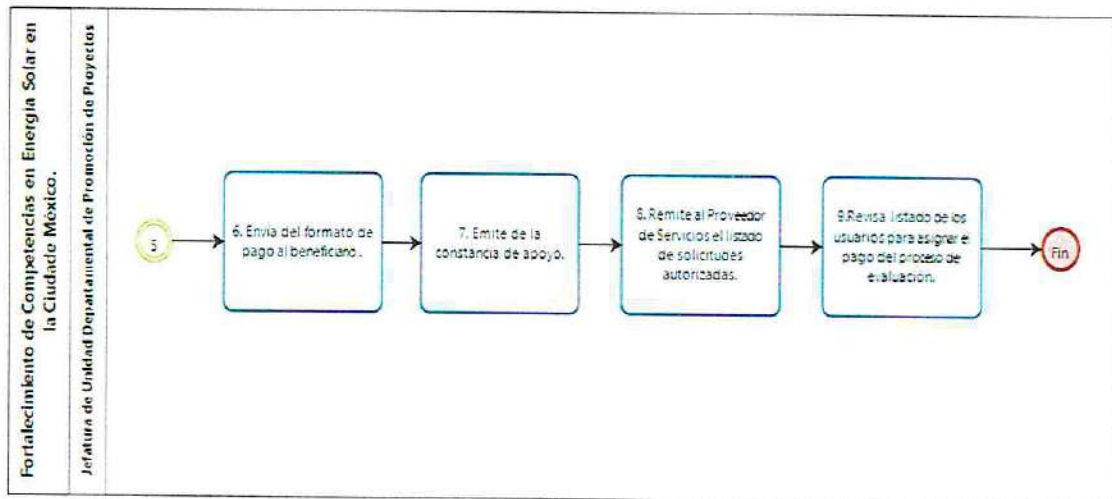 Fortalecimiento de Competencias en Energía Solar en
la Ciudade México.
Jefatura de Unidad Departamental de Promoción de Proyectos
5
6. Envía del formato de
pago al beneficiario.
7. Emite de la
constancia de apoyo.
8. Remite al Proveedor
de Servicios el listado
de solicitudes
autorizadas.
9.Revisa listado de los
usuarios para asignar el
pago del proceso de
evaluación.
Fin